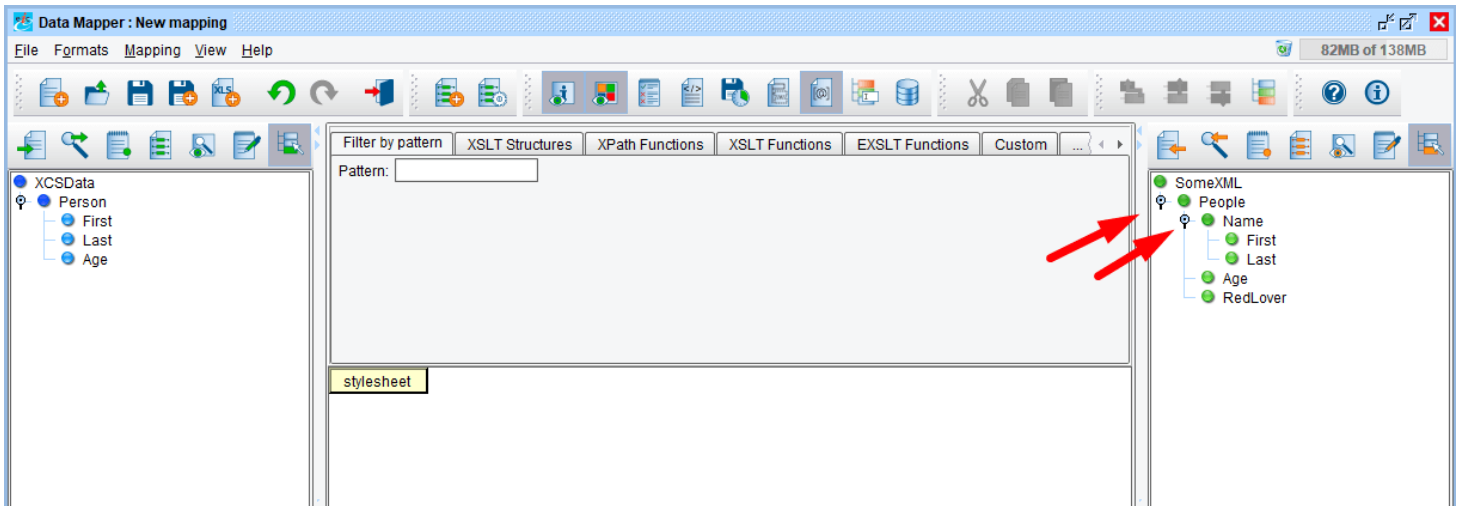 Data Mapper : New mapping
File Formats Mapping View Help
82MB of 138MB
XLS
Filter by pattern XSLT Structures XPath Functions XSLT Functions EXSLT Functions Custom ...
Pattern:
XCSData
Person
First
Last
Age
stylesheet
SomeXML
People
Name
First
Last
Age
RedLover